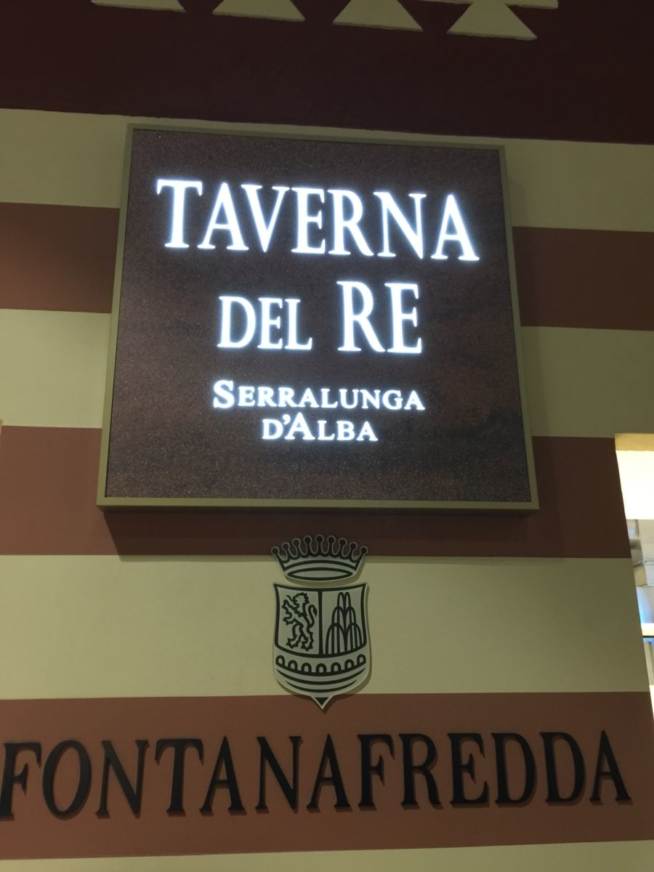 TAVERNA
DEL RE
SERRALUNGA
D'ALBA
FONTANAFREDDA